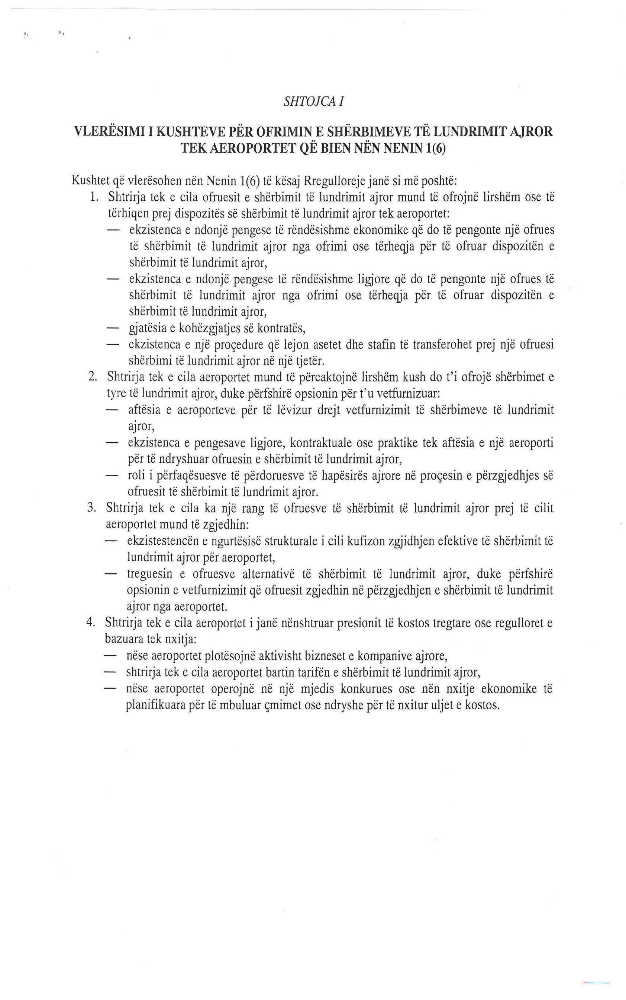 SHTOJCA I
VLERËSIMI I KUSHTEVE PËR OFRIMIN E SHËRBIMEVE TË LUNDRIMIT AJROR
TEK AEROPORTET QË BIEN NËN NENIN 1(6)
Kushtet që vlerësohen nën Nenin 1(6) të kësaj Rregulloreje janë si më poshtë:
1. Shtrirja tek e cila ofruesit e shërbimit të lundrimit ajror mund të ofrojnë lirshëm ose të
tërhiqen prej dispozitës së shërbimit të lundrimit ajror tek aeroportet:
— ekzistenca e ndonjë pengese të rëndësishme ekonomike që do të pengonte një ofrues
të shërbimit të lundrimit ajror nga ofrimi ose tërheqja për të ofruar dispozitën e
shërbimit të lundrimit ajror,
— ekzistenca e ndonjë pengese të rëndësishme ligjore që do të pengonte një ofrues të
shërbimit të lundrimit ajror nga ofrimi ose tërheqja për të ofruar dispozitën e
shërbimit të lundrimit ajror,
— gjatësia e kohëzgjatjes së kontratës,
— ekzistenca e një proçedure që lejon asetet dhe stafin të transferohet prej një ofruesi
shërbimi të lundrimit ajror në një tjetër.
2. Shtrirja tek e cila aeroportet mund të përcaktojnë lirshëm kush do t’i ofrojë shërbimet e
tyre të lundrimit ajror, duke përfshirë opsionin për t’u vetfurnizuar:
— aftësia e aeroporteve për të lëvizur drejt vetfurnizimit të shërbimeve të lundrimit
ajror,
— ekzistenca e pengesave ligjore, kontraktuale ose praktike tek aftësia e një aeroporti
për të ndryshuar ofruesin e shërbimit të lundrimit ajror,
— roli i përfaqësuesve të përdoruesve të hapësirës ajrore në proçesin e përzgjedhjes së
ofruesit të shërbimit të lundrimit ajror.
3. Shtrirja tek e cila ka një rang të ofruesve të shërbimit të lundrimit ajror prej të cilit
aeroportet mund të zgjedhin:
— ekzistestencën e ngurtësisë strukturale i cili kufizon zgjidhjen efektive të shërbimit të
lundrimit ajror për aeroportet,
— treguesin e ofruesve alternativë të shërbimit të lundrimit ajror, duke përfshirë
opsionin e vetfurnizimit që ofruesit zgjedhin në përzgjedhjen e shërbimit të lundrimit
ajror nga aeroportet.
4. Shtrirja tek e cila aeroportet i janë nënshtruar presionit të kostos tregtare ose regulloret e
bazuara tek nxitja:
— nëse aeroportet plotësojnë aktivisht bizneset e kompanive ajrore,
— shtrirja tek e cila aeroportet bartin tarifën e shërbimit të lundrimit ajror,
— nëse aeroportet operojnë në një mjedis konkurues ose nën nxitje ekonomike të
planifikuara për të mbuluar çmimet ose ndryshe për të nxitur uljet e kostos.